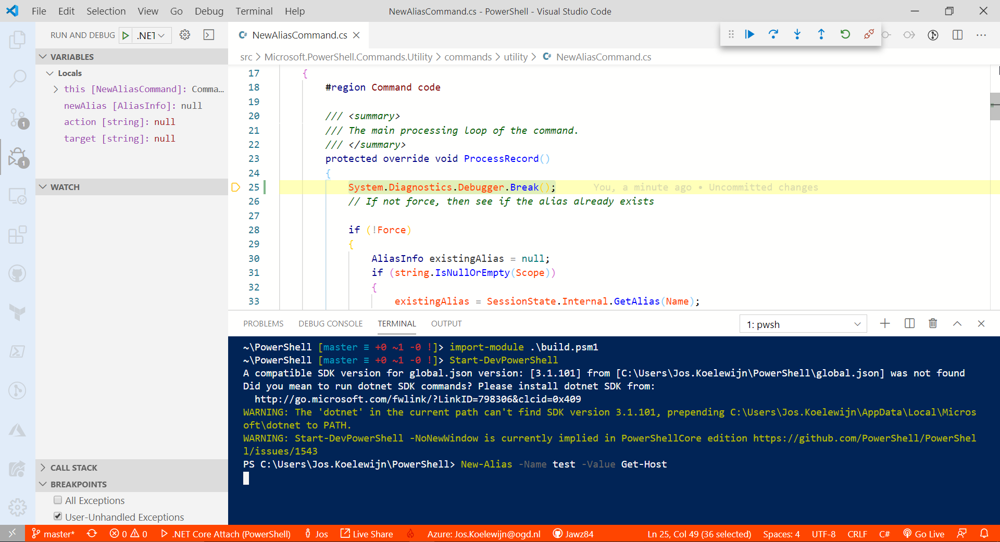 File Edit Selection View Go Debug Terminal Help
NewAliasCommand.cs - PowerShell - Visual Studio Code
RUN AND DEBUG .NET
NewAliasCommand.cs
src > Microsoft.PowerShell.Commands.Utility > commands > utility > NewAliasCommand.cs
VARIABLES
Locals
this [NewAliasCommand]: Comma…
newAlias [AliasInfo]: null
action [string]: null
target [string]: null
WATCH
CALL STACK
BREAKPOINTS
All Exceptions
User-Unhandled Exceptions
1
1
17 {
18 #region Command code
19
20 /// <summary>
21 /// The main processing loop of the command.
22 /// </summary>
23 protected override void ProcessRecord()
24 {
25 System.Diagnostics.Debugger.Break(); You, a minute ago • Uncommitted changes
26 // If not force, then see if the alias already exists
27
28 if (!Force)
29 {
30 AliasInfo existingAlias = null;
31 if (string.IsNullOrEmpty(Scope))
32 {
33 existingAlias = SessionState.Internal.GetAlias(Name);
PROBLEMS DEBUG CONSOLE TERMINAL OUTPUT 1: pwsh
~\PowerShell [master ≡ +0 ~1 -0 !]> import-module .\build.psm1
~\PowerShell [master ≡ +0 ~1 -0 !]> Start-DevPowerShell
A compatible SDK version for global.json version: [3.1.101] from [C:\Users\Jos.Koelewijn\PowerShell\global.json] was not found
Did you mean to run dotnet SDK commands? Please install dotnet SDK from:
http://go.microsoft.com/fwlink/?LinkID=798306&clcid=0x409
WARNING: The 'dotnet' in the current path can't find SDK version 3.1.101, prepending C:\Users\Jos.Koelewijn\AppData\Local\Micros
oft\dotnet to PATH.
WARNING: Start-DevPowerShell -NoNewWindow is currently implied in PowerShellCore edition https://github.com/PowerShell/PowerShel
l/issues/1543
PS C:\Users\Jos.Koelewijn\PowerShell> New-Alias -Name test -Value Get-Host
master* 0 0 .NET Core Attach (PowerShell) Jos Live Share Azure: Jos.Koelewijn@ogd.nl Jawz84 Ln 25, Col 49 (36 selected) Spaces: 4 UTF-8 CRLF C# Go Live